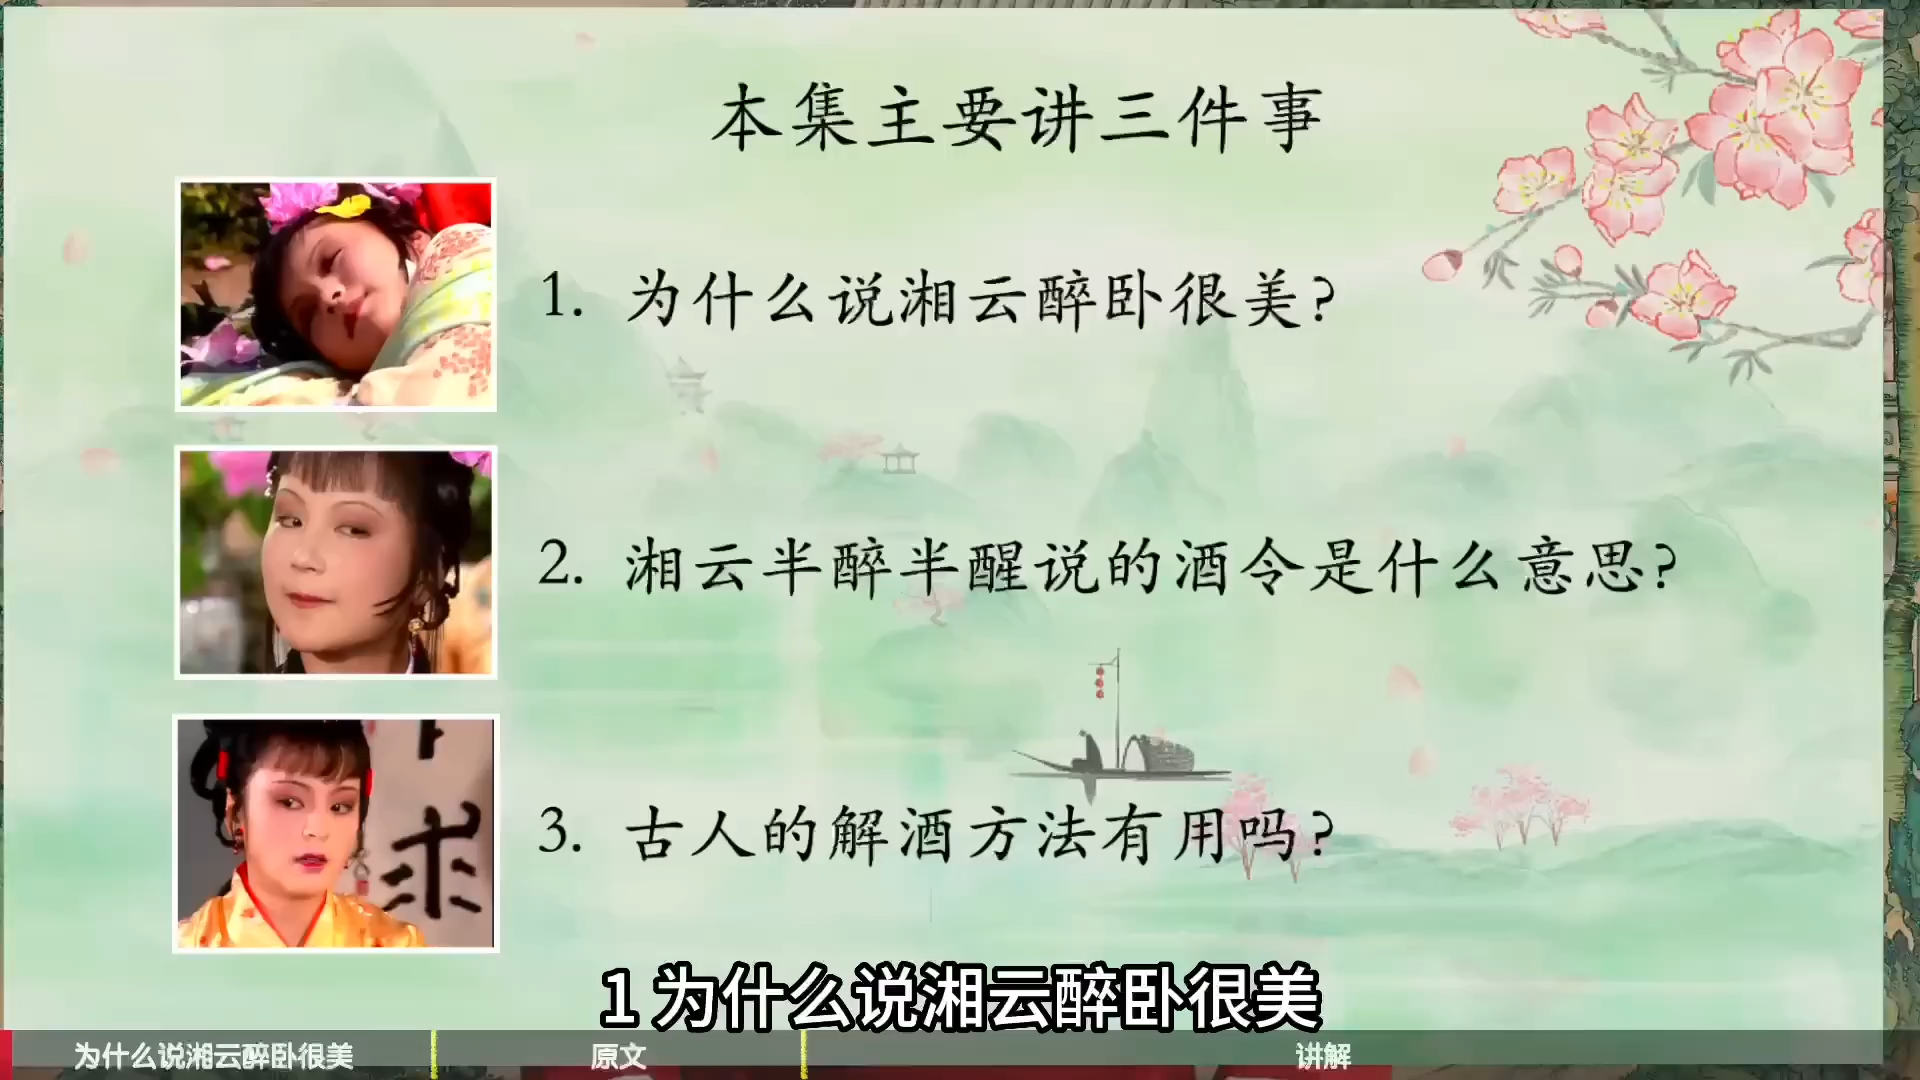 本集主要讲三件事
1. 为什么说湘云醉卧很美?
2. 湘云半醉半醒说的酒令是什么意思?
3. 古人的解酒方法有用吗?
1 为什么说湘云醉卧很美
为什么说湘云醉卧很美 原文 讲解